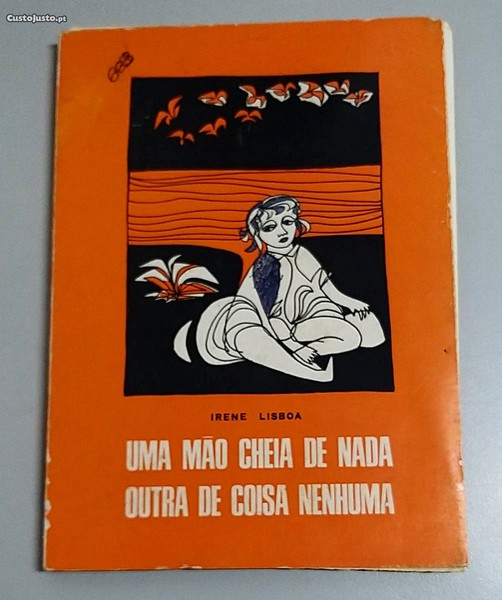 CustoJusto.pt
IRENE LISBOA
UMA MÃO CHEIA DE NADA
OUTRA DE COISA NENHUMA